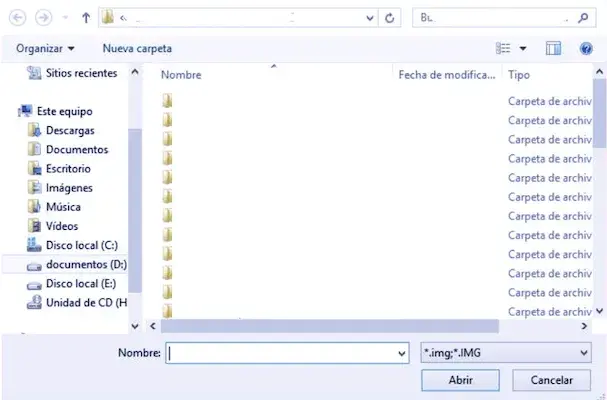 Organizar
Nueva carpeta
Sitios recientes
Este equipo
Descargas
Documentos
Escritorio
Imágenes
Música
Vídeos
Disco local (C:)
documentos (D:)
Disco local (E:)
Unidad de CD (H
Nombre
Fecha de modifica...
Tipo
Carpeta de archiv
Carpeta de archiv
Carpeta de archiv
Carpeta de archiv
Carpeta de archiv
Carpeta de archiv
Carpeta de archiv
Carpeta de archiv
Carpeta de archiv
Carpeta de archiv
Carpeta de archiv
Carpeta de archiv
Nombre:
*.img;*.IMG
Abrir
Cancelar